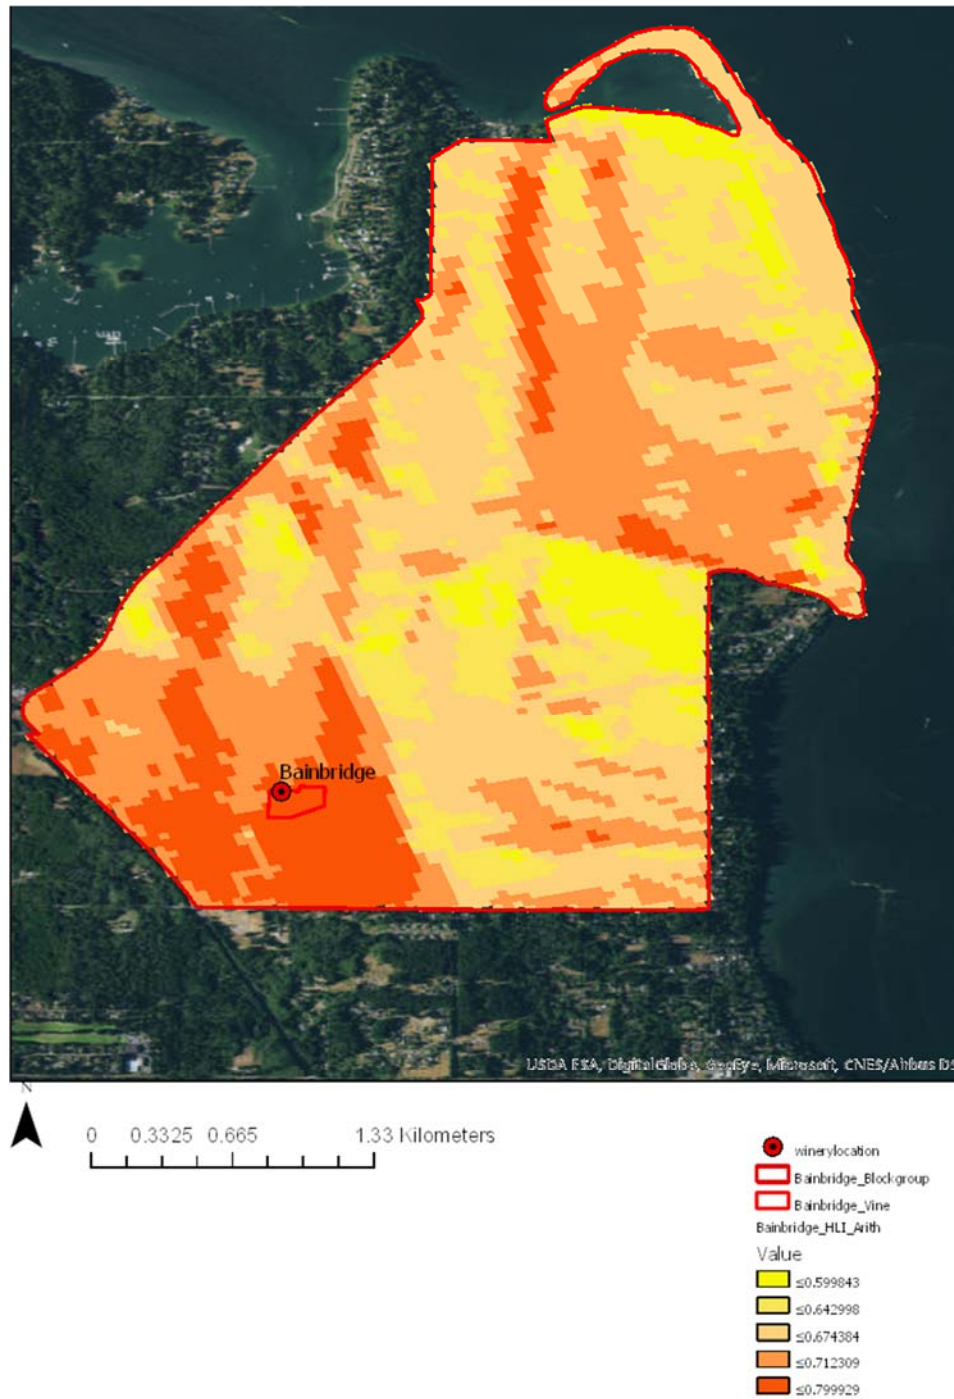 Bainbridge
USDA FSA, DigitalGlobe, GeoEye, Microsoft, CNES/Airbus DS
N
0 0.3325 0.665 1.33 Kilometers
winerylocation
Bainbridge_Blockgroup
Bainbridge_Vine
Bainbridge_HLI_Arith
Value
≤0.599843
≤0.642998
≤0.674384
≤0.712309
≤0.799929